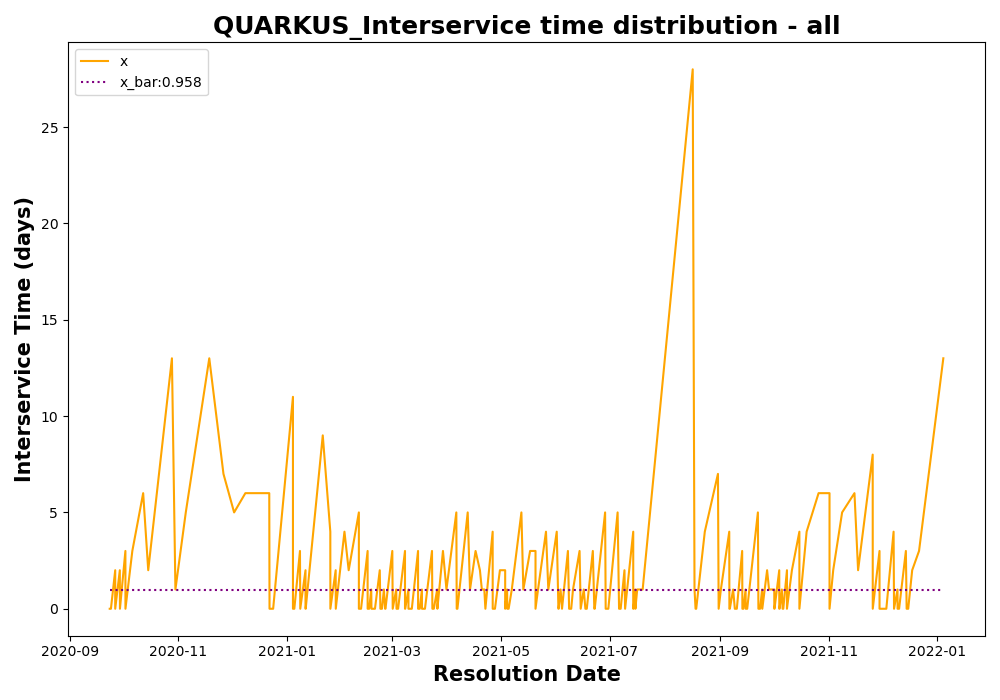 QUARKUS_Interservice time distribution - all
x
x_bar:0.958
Interservice Time (days)
25
20
15
10
5
0
2020-09 2020-11 2021-01 2021-03 2021-05 2021-07 2021-09 2021-11 2022-01
Resolution Date